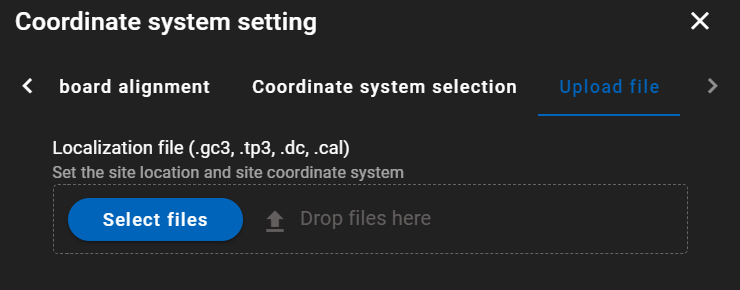 Coordinate system setting
board alignment Coordinate system selection Upload file
Localization file (.gc3, .tp3, .dc, .cal)
Set the site location and site coordinate system
Select files Drop files here